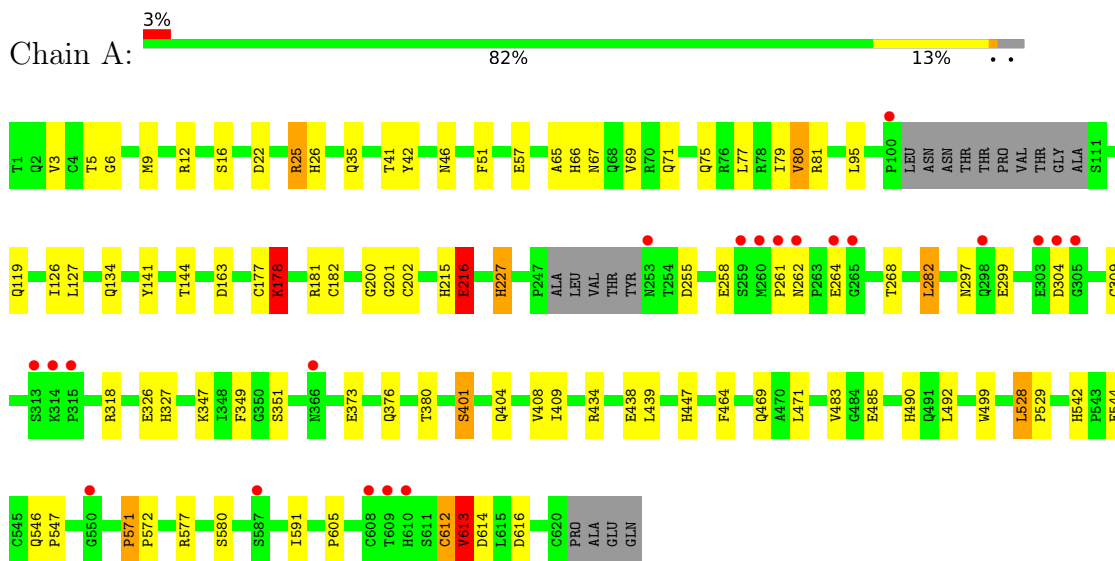 3%
Chain A:
82% 13% • •
T1 Q2 V3 C4 T5 G6 M9 R12 S16 D22 R25 H26 Q35 T41 Y42 N46 F51 E57 A65 H66 N67 Q68 V69 R70 Q71 Q75 R76 L77 R78 I79 V80 R81 L95 P100 LEU ASN ASN THR THR PRO VAL THR GLY ALA S111
Q119 I126 L127 Q134 Y141 T144 D163 C177 K178 R181 C182 G200 G201 C202 H215 E216 H227 P247 ALA LEU VAL THR TYR N253 T254 D255 E258 S259 M260 P261 N262 P263 E264 G265 T268 L282 N297 Q298 E299 E303 D304 G305 C309
S313 K314 P315 R318 E326 H327 K347 I348 F349 G350 S351 N366 E373 Q376 T380 S401 Q404 V408 I409 R434 E438 L439 H447 F464 Q469 A470 L471 V483 G484 E485 H490 Q491 L492 W499 L528 P529 H542 P543 E544
C545 Q546 P547 G550 P571 P572 R577 S580 S587 I591 P605 C608 T609 H610 S611 C612 V613 D614 L615 D616 C620 PRO ALA GLU GLN